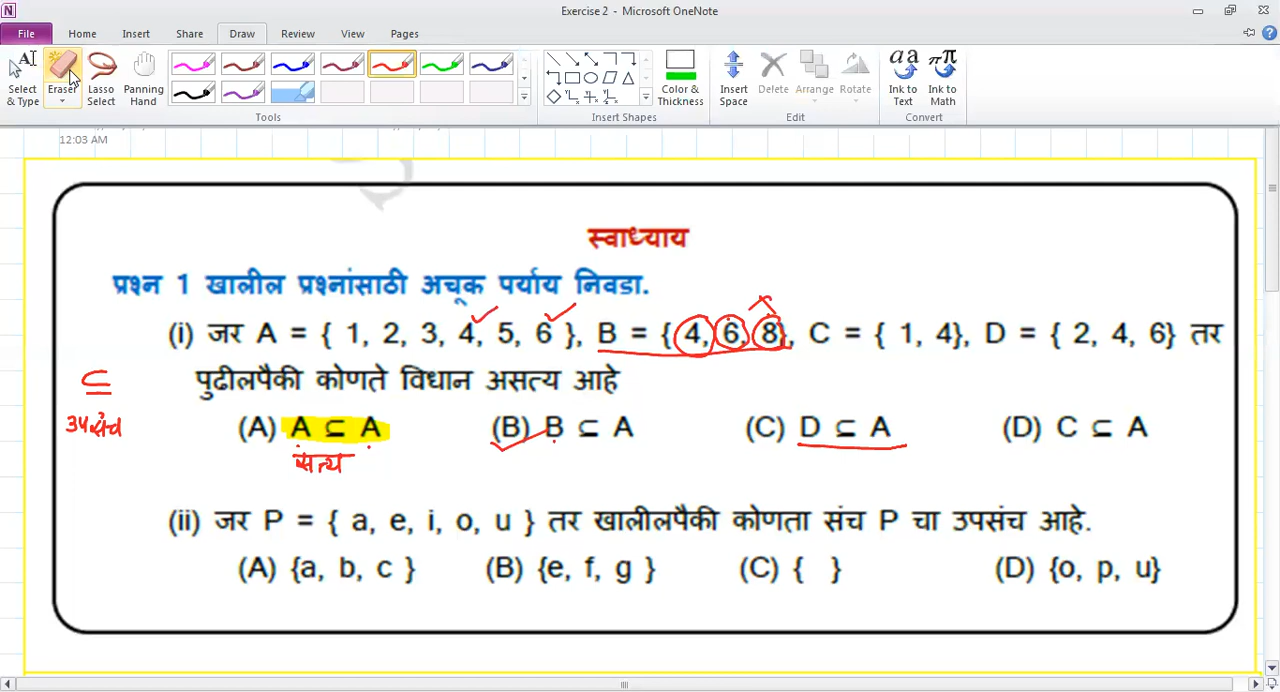 Exercise 2 - Microsoft OneNote
File Home Insert Share Draw Review View Pages
Select & Type Eraser Lasso Select Panning Hand Color & Thickness Insert Space Delete Arrange Rotate Ink to Text Ink to Math
Tools Insert Shapes Edit Convert
12:03 AM
स्वाध्याय
प्रश्न 1 खालील प्रश्नांसाठी अचूक पर्याय निवडा.
(i) जर A = { 1, 2, 3, 4, 5, 6 }, B = { 4, 6, 8}, C = { 1, 4}, D = { 2, 4, 6} तर
पुढीलपैकी कोणते विधान असत्य आहे
⊆
उपसंच
(A) A ⊆ A (B) B ⊆ A (C) D ⊆ A (D) C ⊆ A
सत्य
(ii) जर P = { a, e, i, o, u } तर खालीलपैकी कोणता संच P चा उपसंच आहे.
(A) {a, b, c } (B) {e, f, g } (C) { } (D) {o, p, u}